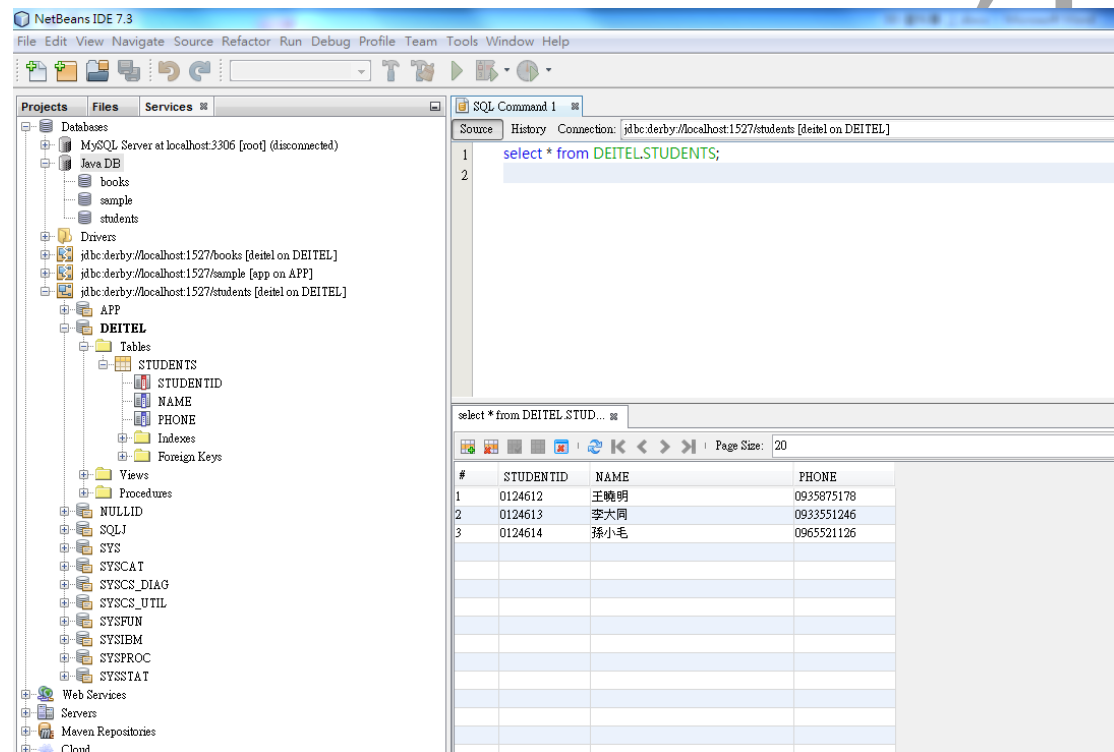 NetBeans IDE 7.3
File Edit View Navigate Source Refactor Run Debug Profile Team Tools Window Help
Projects Files Services
Databases
MySQL Server at localhost:3306 [root] (disconnected)
Java DB
books
sample
students
Drivers
jdbc:derby://localhost:1527/books [deitel on DEITEL]
jdbc:derby://localhost:1527/sample [app on APP]
jdbc:derby://localhost:1527/students [deitel on DEITEL]
APP
DEITEL
Tables
STUDENTS
STUDENTID
NAME
PHONE
Indexes
Foreign Keys
Views
Procedures
NULLID
SQLJ
SYS
SYSCAT
SYSCS_DIAG
SYSCS_UTIL
SYSFUN
SYSIBM
SYSPROC
SYSSTAT
Web Services
Servers
Maven Repositories
Cloud
SQL Command 1
Source History Connection: jdbc:derby://localhost:1527/students [deitel on DEITEL]
1 select * from DEITEL.STUDENTS;
2
select * from DEITEL.STUD...
Page Size: 20
# STUDENTID NAME PHONE
1 0124612 王曉明 0935875178
2 0124613 李大同 0933551246
3 0124614 孫小毛 0965521126